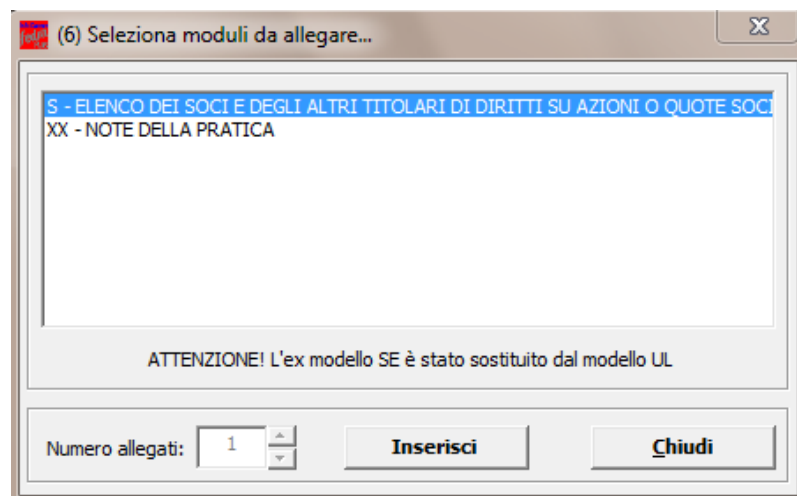 (6) Seleziona moduli da allegare...
S - ELENCO DEI SOCI E DEGLI ALTRI TITOLARI DI DIRITTI SU AZIONI O QUOTE SOCI
XX - NOTE DELLA PRATICA
ATTENZIONE! L'ex modello SE è stato sostituito dal modello UL
Numero allegati: 1 Inserisci Chiudi